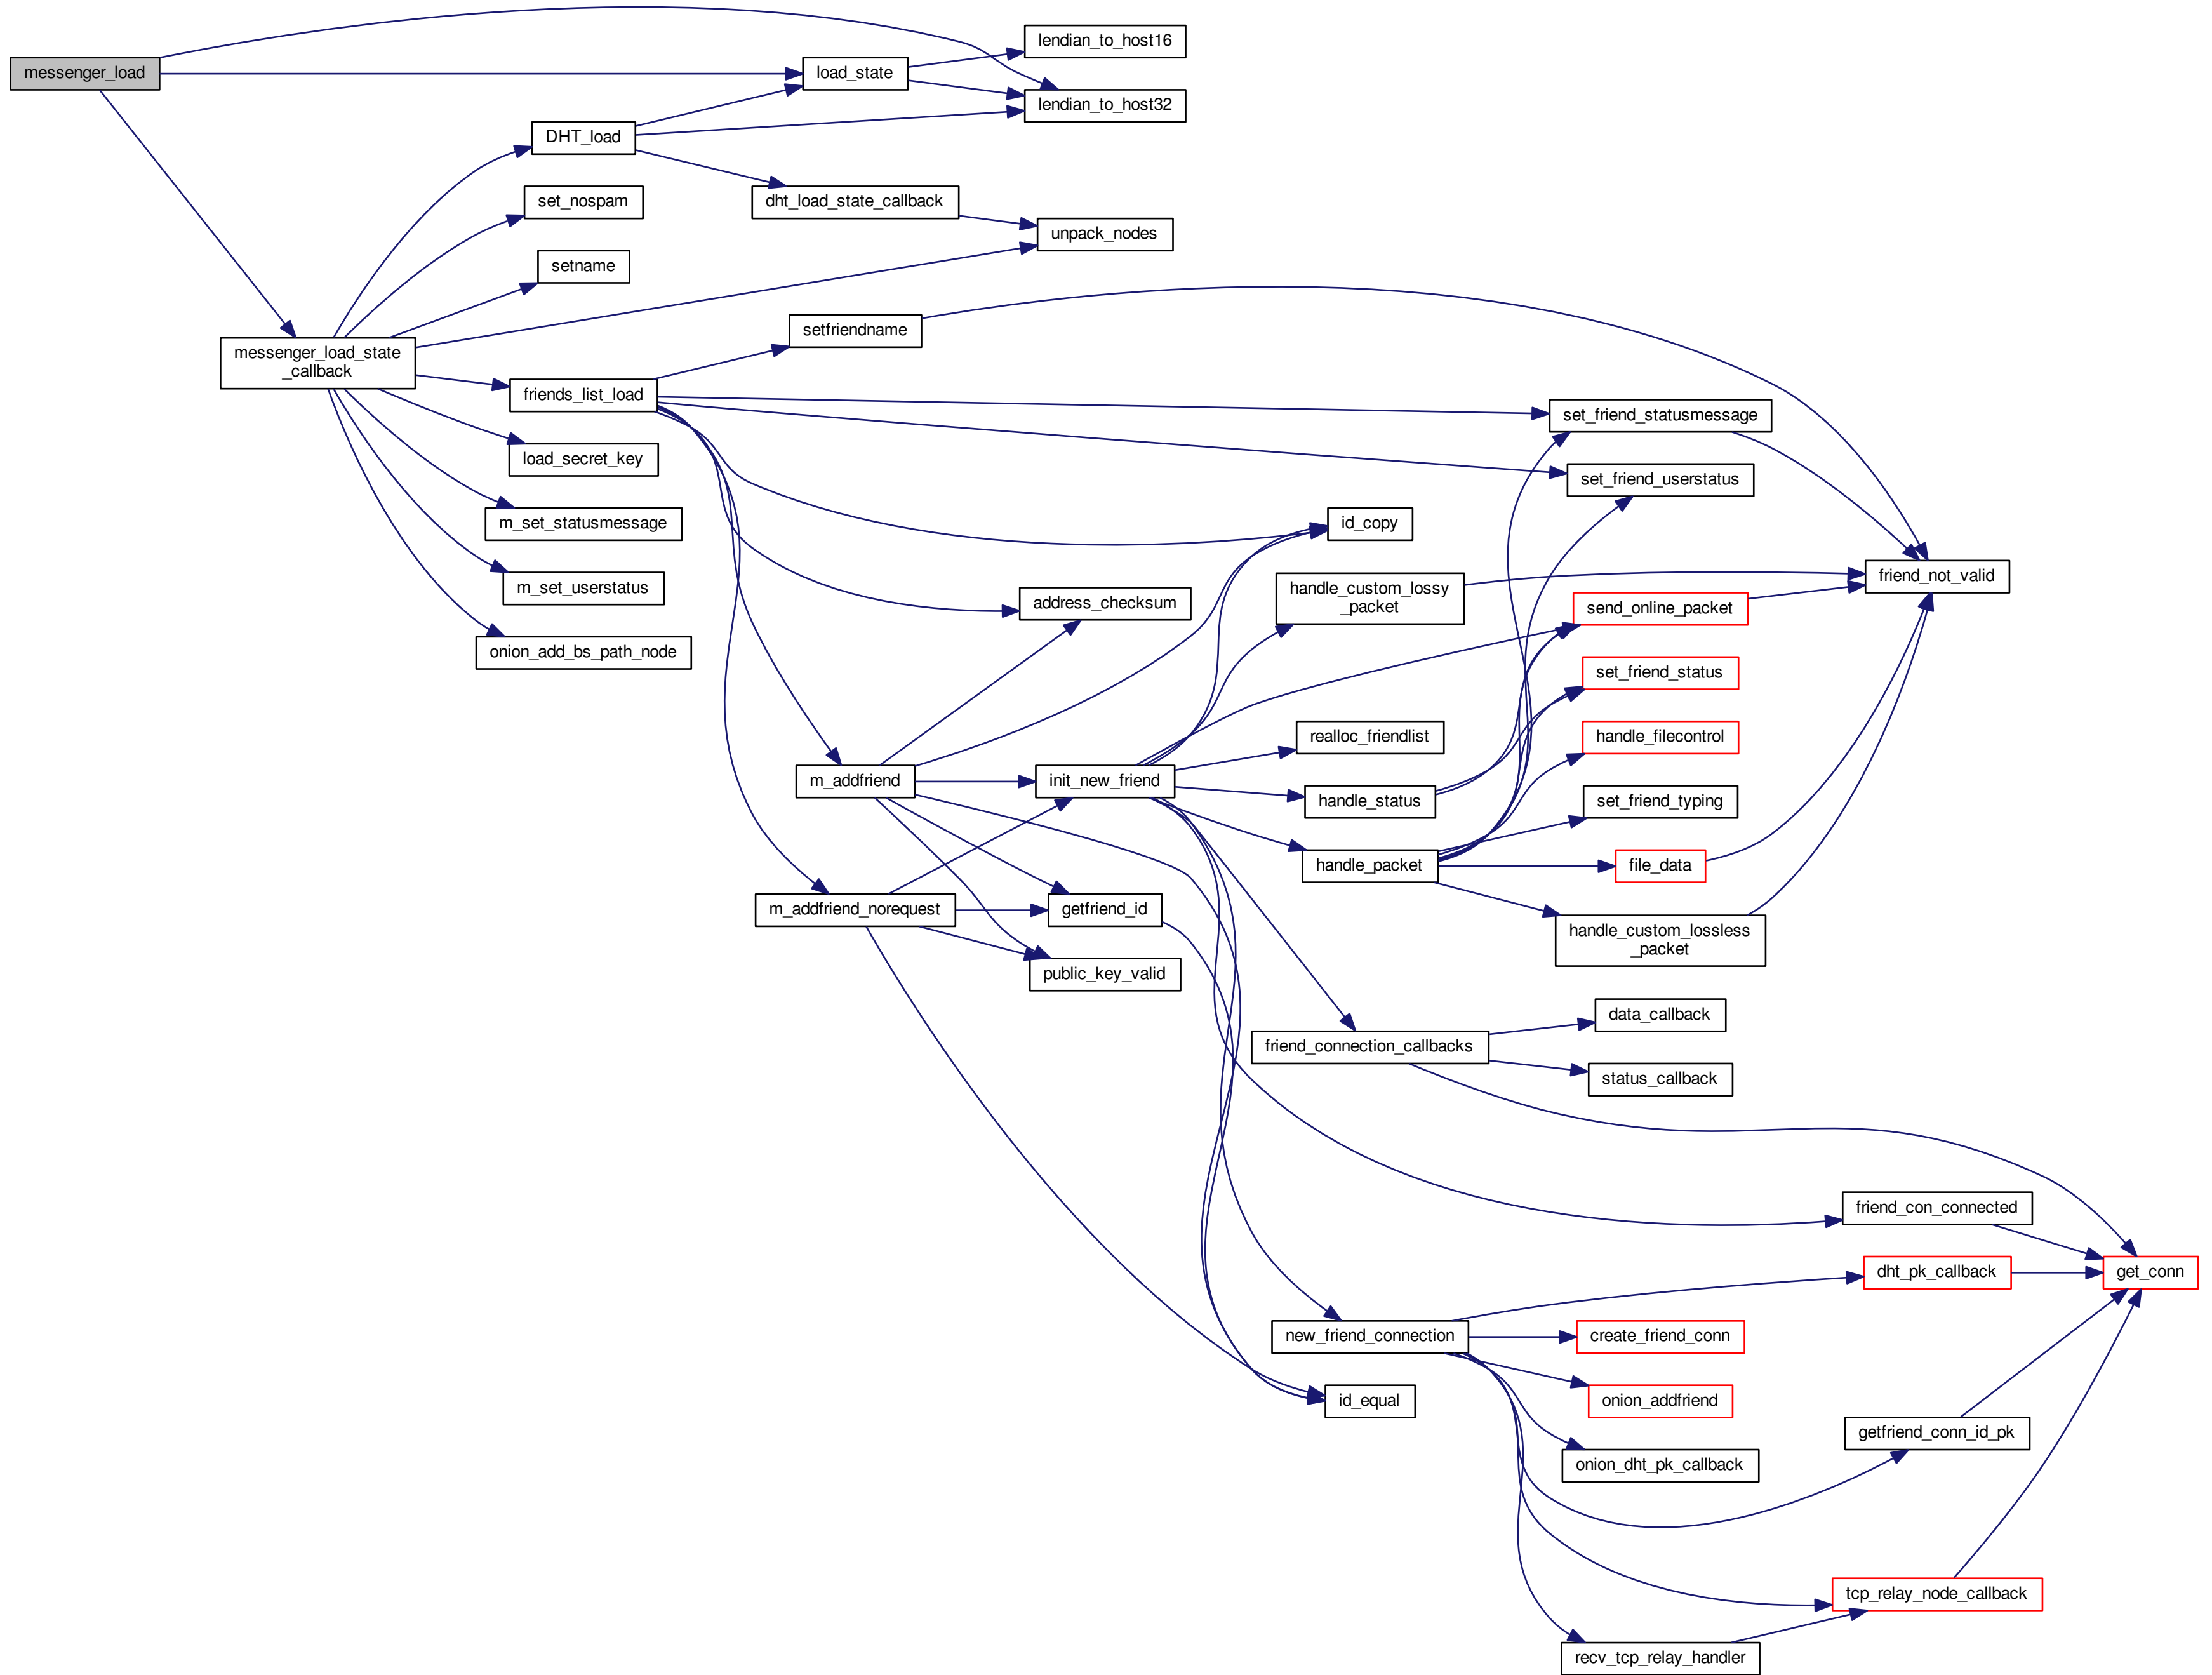 messenger_load
messenger_load_state
_callback
DHT_load
set_nospam
setname
friends_list_load
load_secret_key
m_set_statusmessage
m_set_userstatus
onion_add_bs_path_node
load_state
dht_load_state_callback
setfriendname
m_addfriend
m_addfriend_norequest
lendian_to_host16
lendian_to_host32
unpack_nodes
address_checksum
init_new_friend
getfriend_id
public_key_valid
id_copy
handle_custom_lossy
_packet
realloc_friendlist
handle_status
handle_packet
friend_connection_callbacks
new_friend_connection
id_equal
set_friend_statusmessage
set_friend_userstatus
send_online_packet
set_friend_status
handle_filecontrol
set_friend_typing
file_data
handle_custom_lossless
_packet
data_callback
status_callback
create_friend_conn
onion_addfriend
onion_dht_pk_callback
recv_tcp_relay_handler
friend_not_valid
friend_con_connected
dht_pk_callback
getfriend_conn_id_pk
tcp_relay_node_callback
get_conn